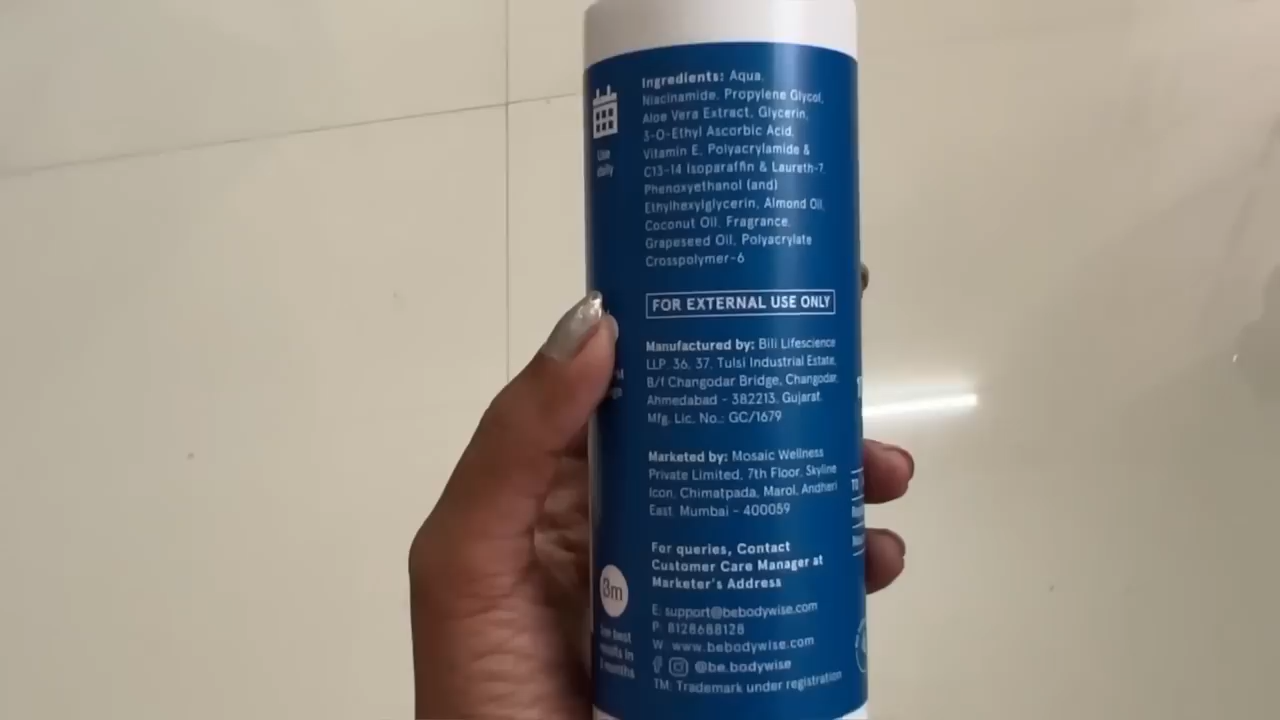 Ingredients: Aqua,
Niacinamide, Propylene Glycol,
Aloe Vera Extract, Glycerin,
3-O-Ethyl Ascorbic Acid,
Vitamin E, Polyacrylamide &
C13-14 Isoparaffin & Laureth-7,
Phenoxyethanol (and)
Ethylhexylglycerin, Almond Oil,
Coconut Oil, Fragrance,
Grapeseed Oil, Polyacrylate
Crosspolymer-6
FOR EXTERNAL USE ONLY
Manufactured by: Bili Lifescience
LLP, 36, 37, Tulsi Industrial Estate,
B/f Changodar Bridge, Changodar,
Ahmedabad - 382213, Gujarat.
Mfg. Lic. No.: GC/1679
Marketed by: Mosaic Wellness
Private Limited, 7th Floor, Skyline
Icon, Chimatpada, Marol, Andheri
East, Mumbai - 400059
For queries, Contact
Customer Care Manager at
Marketer's Address
E: support@bebodywise.com
P: 8128688128
W: www.bebodywise.com
@be.bodywise
TM: Trademark under registration
Use
daily
3m
results in
3 months